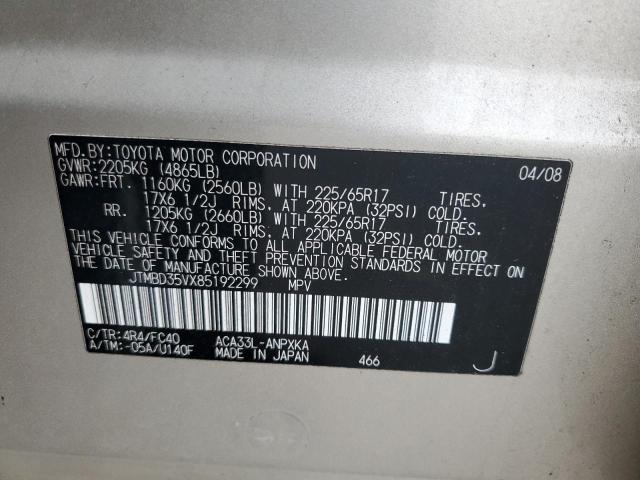 MFD.BY:TOYOTA MOTOR CORPORATION 04/08
GVWR:2205KG (4865LB)
GAWR:FRT. 1160KG (2560LB) WITH 225/65R17 TIRES,
17X6 1/2J RIMS, AT 220KPA (32PSI) COLD.
RR. 1205KG (2660LB) WITH 225/65R17 TIRES,
17X6 1/2J RIMS, AT 220KPA (32PSI) COLD.
THIS VEHICLE CONFORMS TO ALL APPLICABLE FEDERAL MOTOR
VEHICLE SAFETY AND THEFT PREVENTION STANDARDS IN EFFECT ON
THE DATE OF MANUFACTURE SHOWN ABOVE.
JTMBD35VX85192299 MPV
C/TR:4R4/FC40 ACA33L-ANPXKA
A/TM:-05A/U140F MADE IN JAPAN 466 J